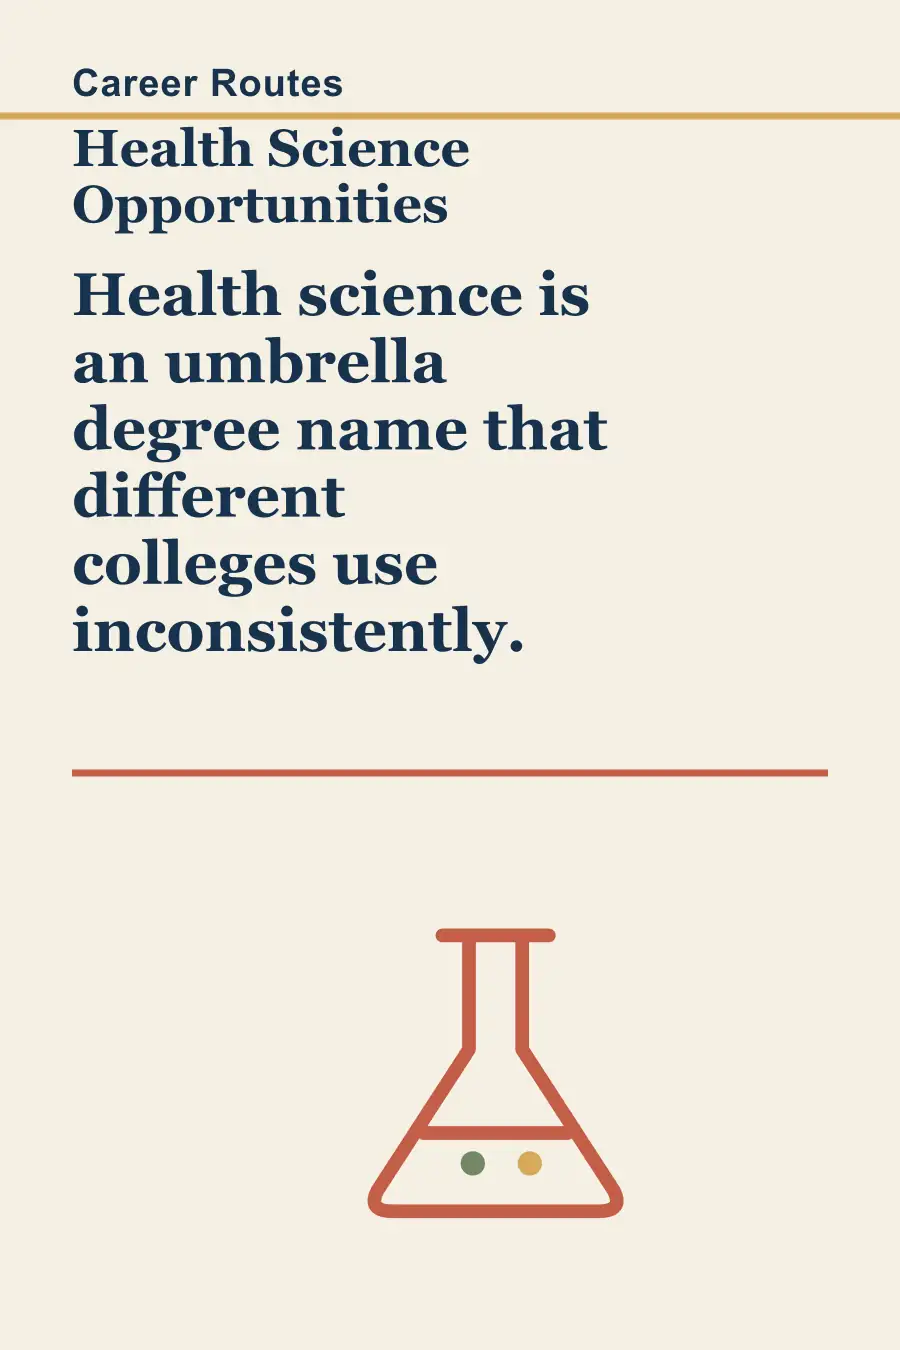 Career Routes
Health Science
Opportunities
Health science is
an umbrella
degree name that
different
colleges use
inconsistently.